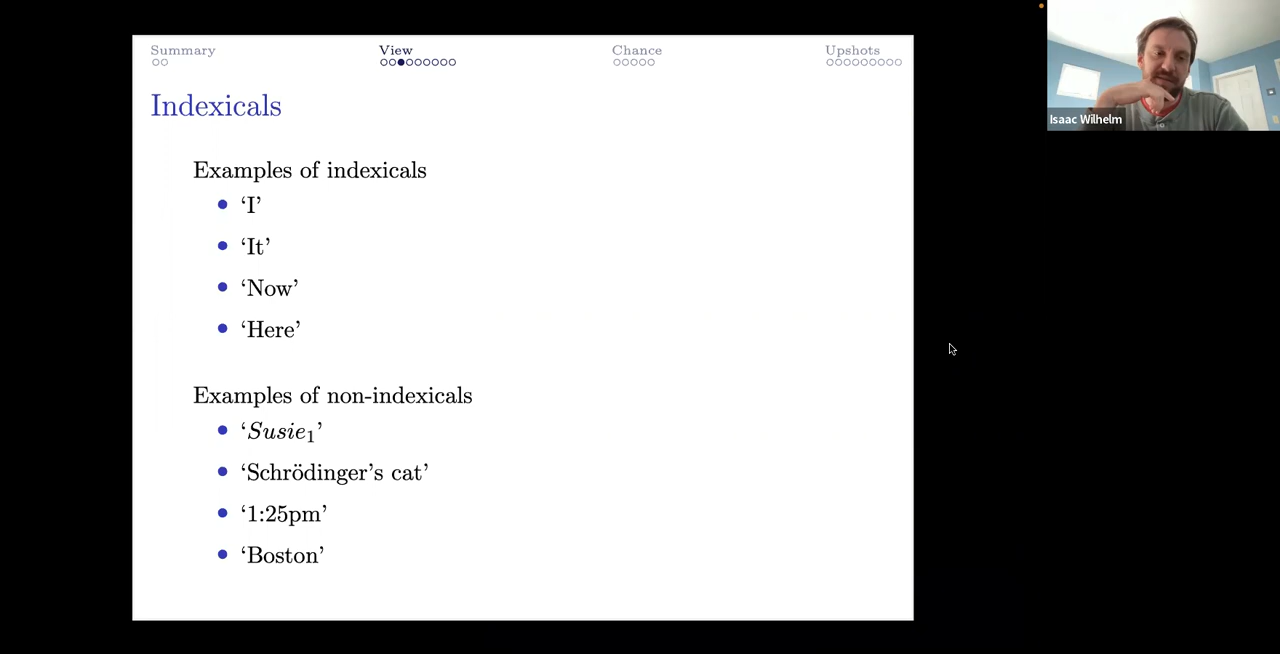 Summary View Chance Upshots
Indexicals
Examples of indexicals
‘I’
‘It’
‘Now’
‘Here’
Examples of non-indexicals
‘Susie₁’
‘Schrödinger’s cat’
‘1:25pm’
‘Boston’
Isaac Wilhelm